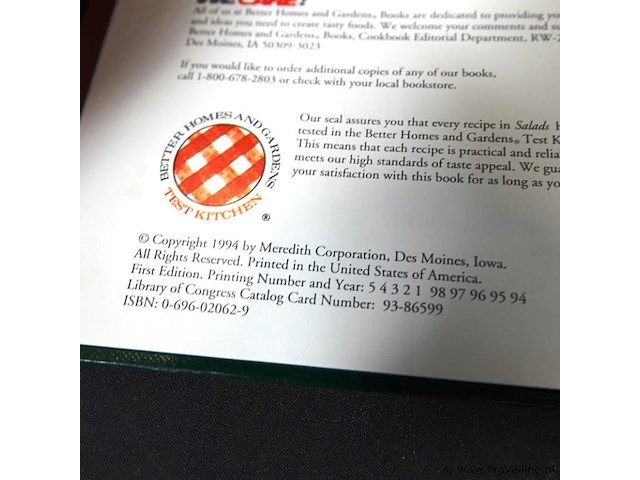 WE CARE!
All of us at Better Homes and Gardens® Books are dedicated to providing you
and ideas you need to create tasty foods. We welcome your comments and su
Better Homes and Gardens® Books, Cookbook Editorial Department, RW-2
Des Moines, IA 50309-3023
If you would like to order additional copies of any of our books,
call 1-800-678-2803 or check with your local bookstore.
BETTER HOMES AND GARDENS
TEST KITCHEN ®
Our seal assures you that every recipe in Salads h
tested in the Better Homes and Gardens® Test K
This means that each recipe is practical and relia
meets our high standards of taste appeal. We gua
your satisfaction with this book for as long as yo
© Copyright 1994 by Meredith Corporation, Des Moines, Iowa.
All Rights Reserved. Printed in the United States of America.
First Edition. Printing Number and Year: 5 4 3 2 1 98 97 96 95 94
Library of Congress Catalog Card Number: 93-86599
ISBN: 0-696-02062-9
© www.ProVeiling.nl